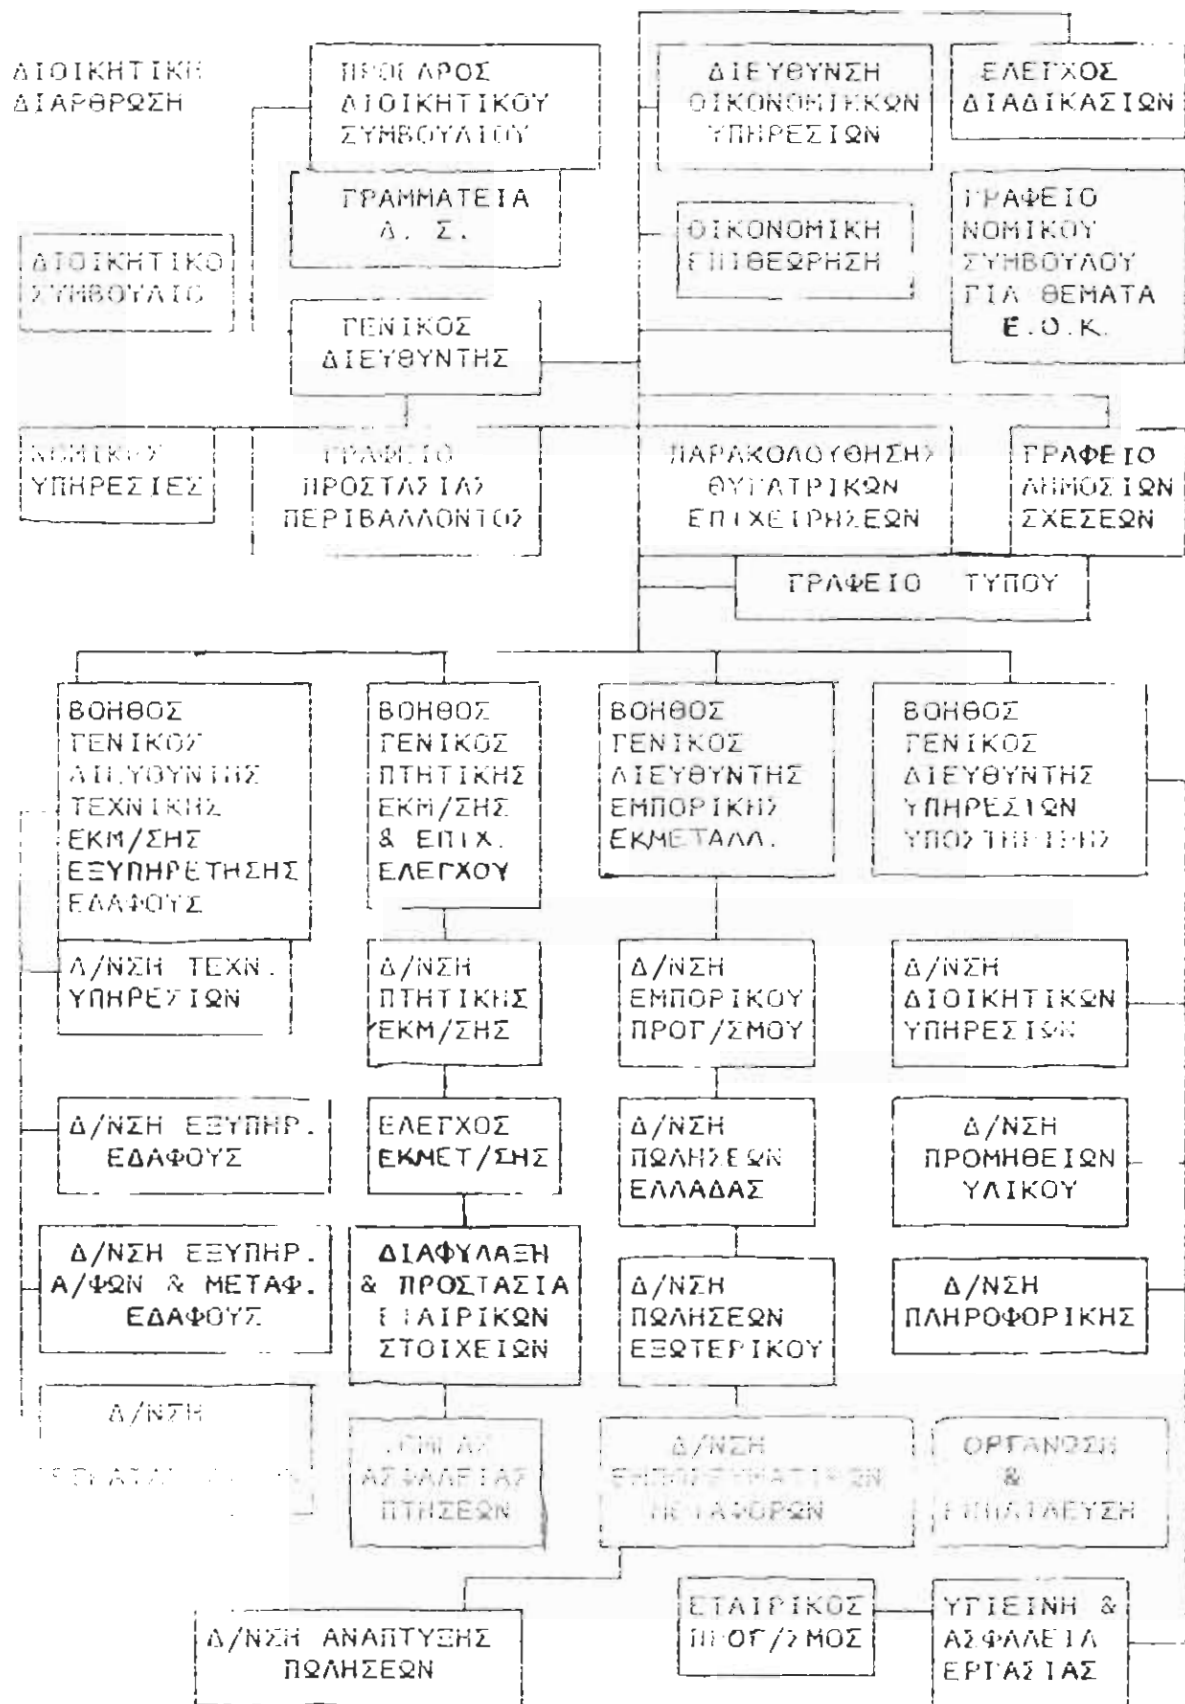 ΔΙΟΙΚΗΤΙΚΗ
ΔΙΑΡΘΡΩΣΗ
ΠΡΟΕΔΡΟΣ
ΔΙΟΙΚΗΤΙΚΟΥ
ΣΥΜΒΟΥΛΙΟΥ
ΔΙΕΥΘΥΝΣΗ
ΟΙΚΟΝΟΜΙΚΩΝ
ΥΠΗΡΕΣΙΩΝ
ΕΛΕΓΧΟΣ
ΔΙΑΔΙΚΑΣΙΩΝ
ΓΡΑΜΜΑΤΕΙΑ
Δ. Σ.
ΔΙΟΙΚΗΤΙΚΟ
ΣΥΜΒΟΥΛΙΟ
ΟΙΚΟΝΟΜΙΚΗ
ΕΠΙΘΕΩΡΗΣΗ
ΓΡΑΦΕΙΟ
ΝΟΜΙΚΟΥ
ΣΥΜΒΟΥΛΟΥ
ΓΙΑ ΘΕΜΑΤΑ
Ε.Ο.Κ.
ΓΕΝΙΚΟΣ
ΔΙΕΥΘΥΝΤΗΣ
ΝΟΜΙΚΕΣ
ΥΠΗΡΕΣΙΕΣ
ΓΡΑΦΕΙΟ
ΠΡΟΣΤΑΣΙΑΣ
ΠΕΡΙΒΑΛΛΟΝΤΟΣ
ΠΑΡΑΚΟΛΟΥΘΗΣΗΣ
ΘΥΓΑΤΡΙΚΩΝ
ΕΠΙΧΕΙΡΗΣΕΩΝ
ΓΡΑΦΕΙΟ
ΔΗΜΟΣΙΩΝ
ΣΧΕΣΕΩΝ
ΓΡΑΦΕΙΟ ΤΥΠΟΥ
ΒΟΗΘΟΣ
ΓΕΝΙΚΟΣ
ΔΙΕΥΘΥΝΤΗΣ
ΤΕΧΝΙΚΗΣ
ΕΚΜ/ΣΗΣ
ΕΞΥΠΗΡΕΤΗΣΗΣ
ΕΔΑΦΟΥΣ
ΒΟΗΘΟΣ
ΓΕΝΙΚΟΣ
ΠΤΗΤΙΚΗΣ
ΕΚΜ/ΣΗΣ
& ΕΠΙΧ.
ΕΛΕΓΧΟΥ
ΒΟΗΘΟΣ
ΓΕΝΙΚΟΣ
ΔΙΕΥΘΥΝΤΗΣ
ΕΜΠΟΡΙΚΗΣ
ΕΚΜΕΤΑΛΛ.
ΒΟΗΘΟΣ
ΓΕΝΙΚΟΣ
ΔΙΕΥΘΥΝΤΗΣ
ΥΠΗΡΕΣΙΩΝ
ΥΠΟΣΤΗΡΙΞΗΣ
Δ/ΝΣΗ ΤΕΧΝ.
ΥΠΗΡΕΣΙΩΝ
Δ/ΝΣΗ
ΠΤΗΤΙΚΗΣ
ΕΚΜ/ΣΗΣ
Δ/ΝΣΗ
ΕΜΠΟΡΙΚΟΥ
ΠΡΟΓ/ΣΜΟΥ
Δ/ΝΣΗ
ΔΙΟΙΚΗΤΙΚΩΝ
ΥΠΗΡΕΣΙΩΝ
Δ/ΝΣΗ ΕΞΥΠΗΡ.
ΕΔΑΦΟΥΣ
ΕΛΕΓΧΟΣ
ΕΚΜΕΤ/ΣΗΣ
Δ/ΝΣΗ
ΠΩΛΗΣΕΩΝ
ΕΛΛΑΔΑΣ
Δ/ΝΣΗ
ΠΡΟΜΗΘΕΙΩΝ
ΥΛΙΚΟΥ
Δ/ΝΣΗ ΕΞΥΠΗΡ.
Α/ΦΩΝ & ΜΕΤΑΦ.
ΕΔΑΦΟΥΣ
ΔΙΑΦΥΛΑΞΗ
& ΠΡΟΣΤΑΣΙΑ
ΕΤΑΙΡΙΚΩΝ
ΣΤΟΙΧΕΙΩΝ
Δ/ΝΣΗ
ΠΩΛΗΣΕΩΝ
ΕΞΩΤΕΡΙΚΟΥ
Δ/ΝΣΗ
ΠΛΗΡΟΦΟΡΙΚΗΣ
Δ/ΝΣΗ
ΑΣΦΑΛΕΙΑΣ
ΠΤΗΣΕΩΝ
Δ/ΝΣΗ
ΕΜΠΟΡΕΥΜΑΤΙΚΩΝ
ΜΕΤΑΦΟΡΩΝ
ΟΡΓΑΝΩΣΗ
&
ΕΚΠΑΙΔΕΥΣΗ
Δ/ΝΣΗ ΑΝΑΠΤΥΞΗΣ
ΠΩΛΗΣΕΩΝ
ΕΤΑΙΡΙΚΟΣ
ΠΡΟΓ/ΣΜΟΣ
ΥΓΙΕΙΝΗ &
ΑΣΦΑΛΕΙΑ
ΕΡΓΑΣΙΑΣ